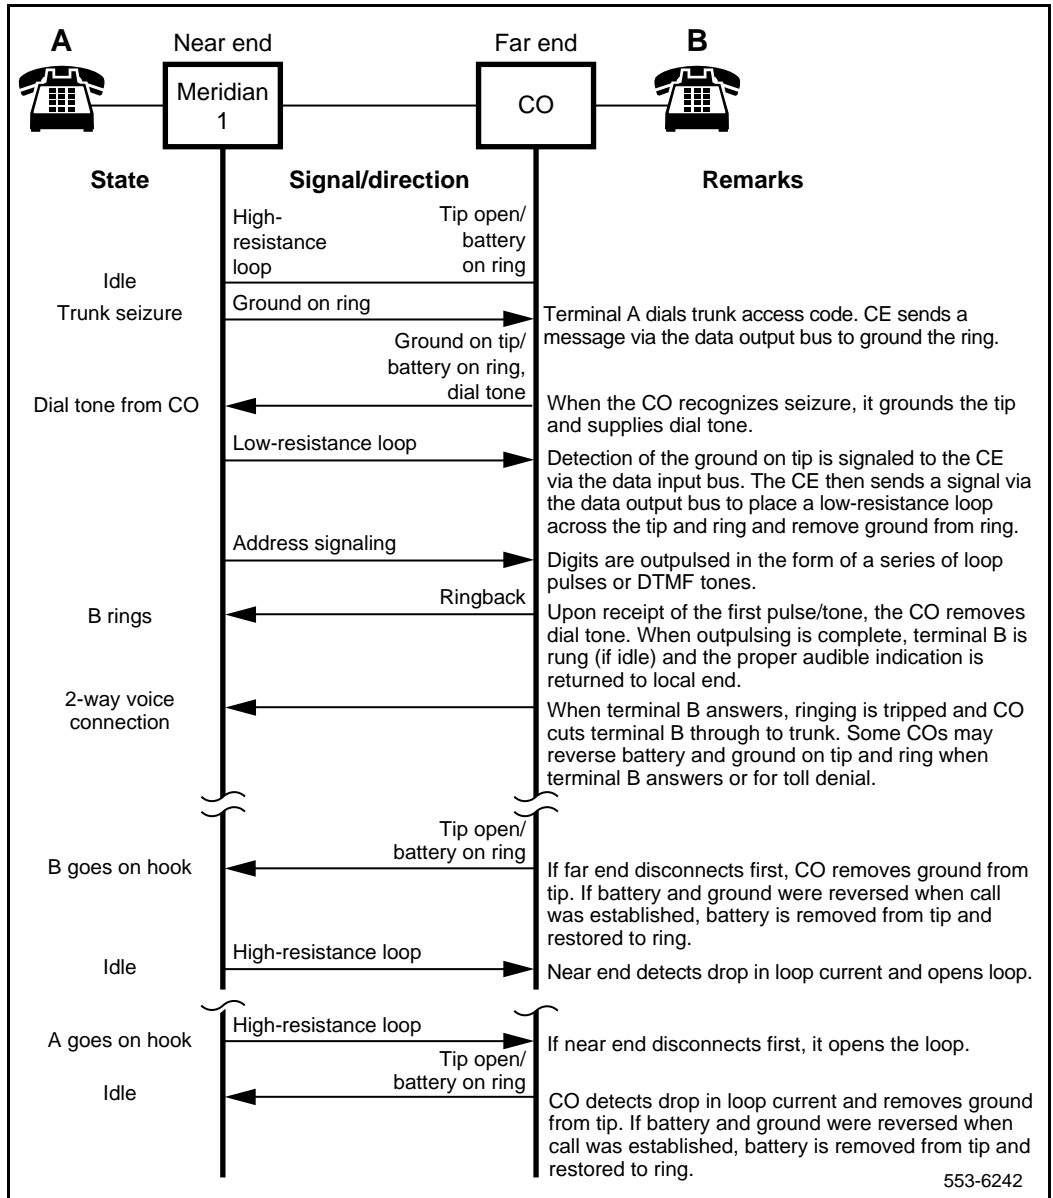 A
Near end
Far end
B
Meridian
1
CO
State
Signal/direction
Remarks
High-
resistance
loop
Tip open/
battery
on ring
Idle
Trunk seizure
Ground on ring
Terminal A dials trunk access code. CE sends a
message via the data output bus to ground the ring.
Ground on tip/
battery on ring,
dial tone
Dial tone from CO
When the CO recognizes seizure, it grounds the tip
and supplies dial tone.
Low-resistance loop
Detection of the ground on tip is signaled to the CE
via the data input bus. The CE then sends a signal via
the data output bus to place a low-resistance loop
across the tip and ring and remove ground from ring.
Address signaling
Digits are outpulsed in the form of a series of loop
pulses or DTMF tones.
Ringback
B rings
Upon receipt of the first pulse/tone, the CO removes
dial tone. When outpulsing is complete, terminal B is
rung (if idle) and the proper audible indication is
returned to local end.
2-way voice
connection
When terminal B answers, ringing is tripped and CO
cuts terminal B through to trunk. Some COs may
reverse battery and ground on tip and ring when
terminal B answers or for toll denial.
Tip open/
battery on ring
B goes on hook
If far end disconnects first, CO removes ground from
tip. If battery and ground were reversed when call
was established, battery is removed from tip and
restored to ring.
High-resistance loop
Idle
Near end detects drop in loop current and opens loop.
High-resistance loop
A goes on hook
If near end disconnects first, it opens the loop.
Tip open/
battery on ring
Idle
CO detects drop in loop current and removes ground
from tip. If battery and ground were reversed when
call was established, battery is removed from tip and
restored to ring.
553-6242